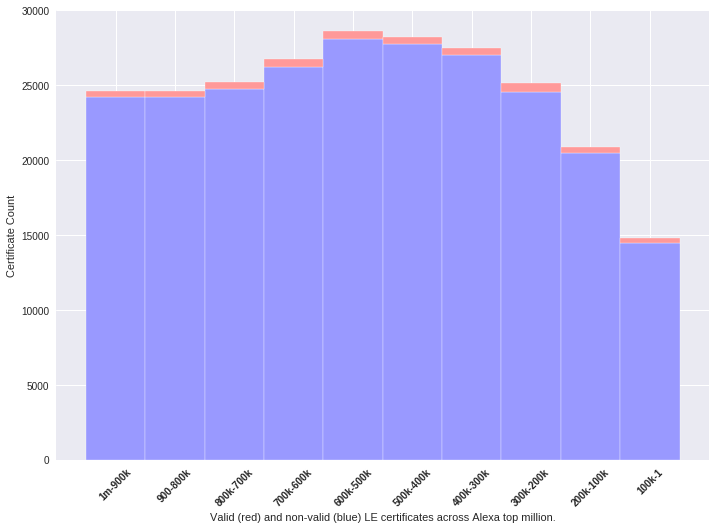 30000
25000
20000
15000
10000
5000
0
Certificate Count
1m-900k
900-800k
800k-700k
700k-600k
600k-500k
500k-400k
400k-300k
300k-200k
200k-100k
100k-1
Valid (red) and non-valid (blue) LE certificates across Alexa top million.